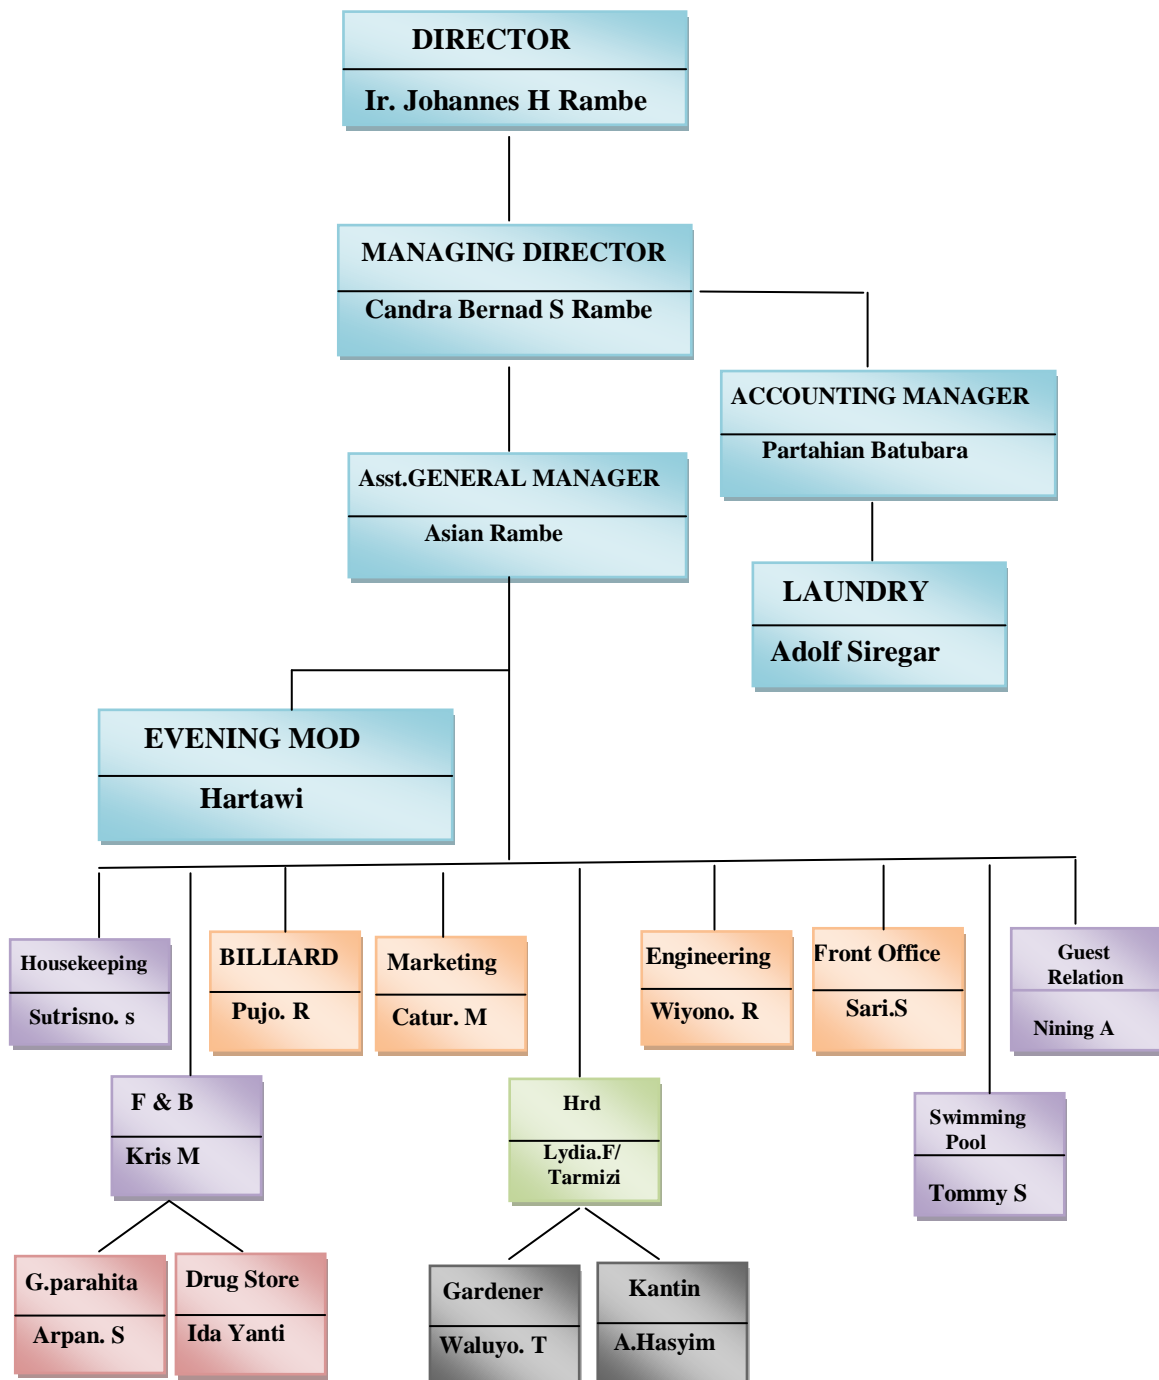 DIRECTOR
Ir. Johannes H Rambe
MANAGING DIRECTOR
Candra Bernad S Rambe
ACCOUNTING MANAGER
Partahian Batubara
Asst.GENERAL MANAGER
Asian Rambe
LAUNDRY
Adolf Siregar
EVENING MOD
Hartawi
Housekeeping
Sutrisno. s
BILLIARD
Pujo. R
Marketing
Catur. M
Engineering
Wiyono. R
Front Office
Sari.S
Guest
Relation
Nining A
F & B
Kris M
Hrd
Lydia.F/
Tarmizi
Swimming
Pool
Tommy S
G.parahita
Arpan. S
Drug Store
Ida Yanti
Gardener
Waluyo. T
Kantin
A.Hasyim